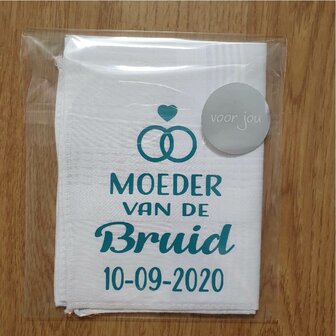 voor jou
MOEDER
VAN DE
Bruid
10-09-2020